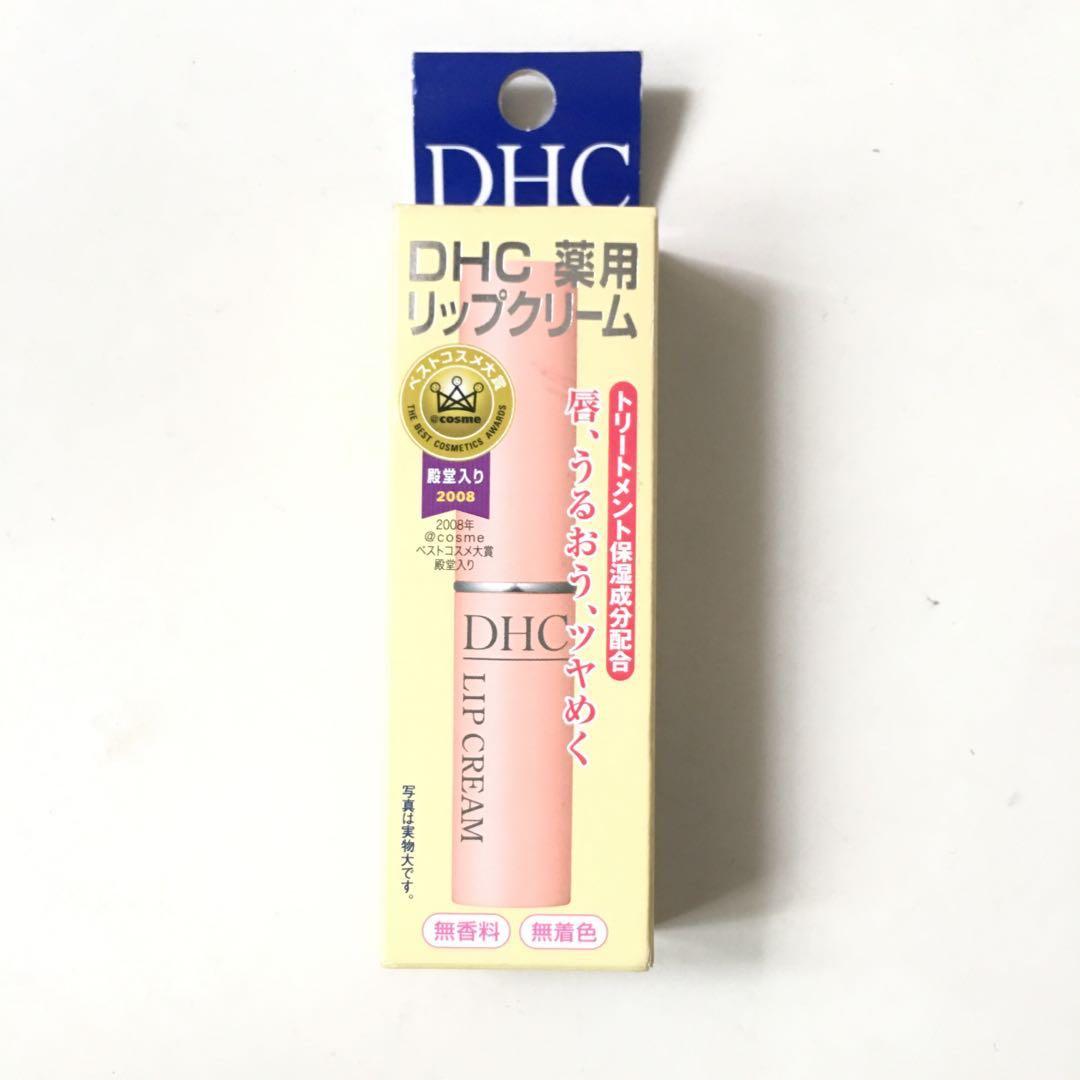 DHC
DHC 薬用
リップクリーム
ベストコスメ大賞
@cosme
THE BEST COSMETICS AWARDS
殿堂入り
2008
2008年
@cosme
ベストコスメ大賞
殿堂入り
トリートメント保湿成分配合
唇、うるおう、ツヤめく
DHC
LIP CREAM
写真は実物大です。
無香料
無着色